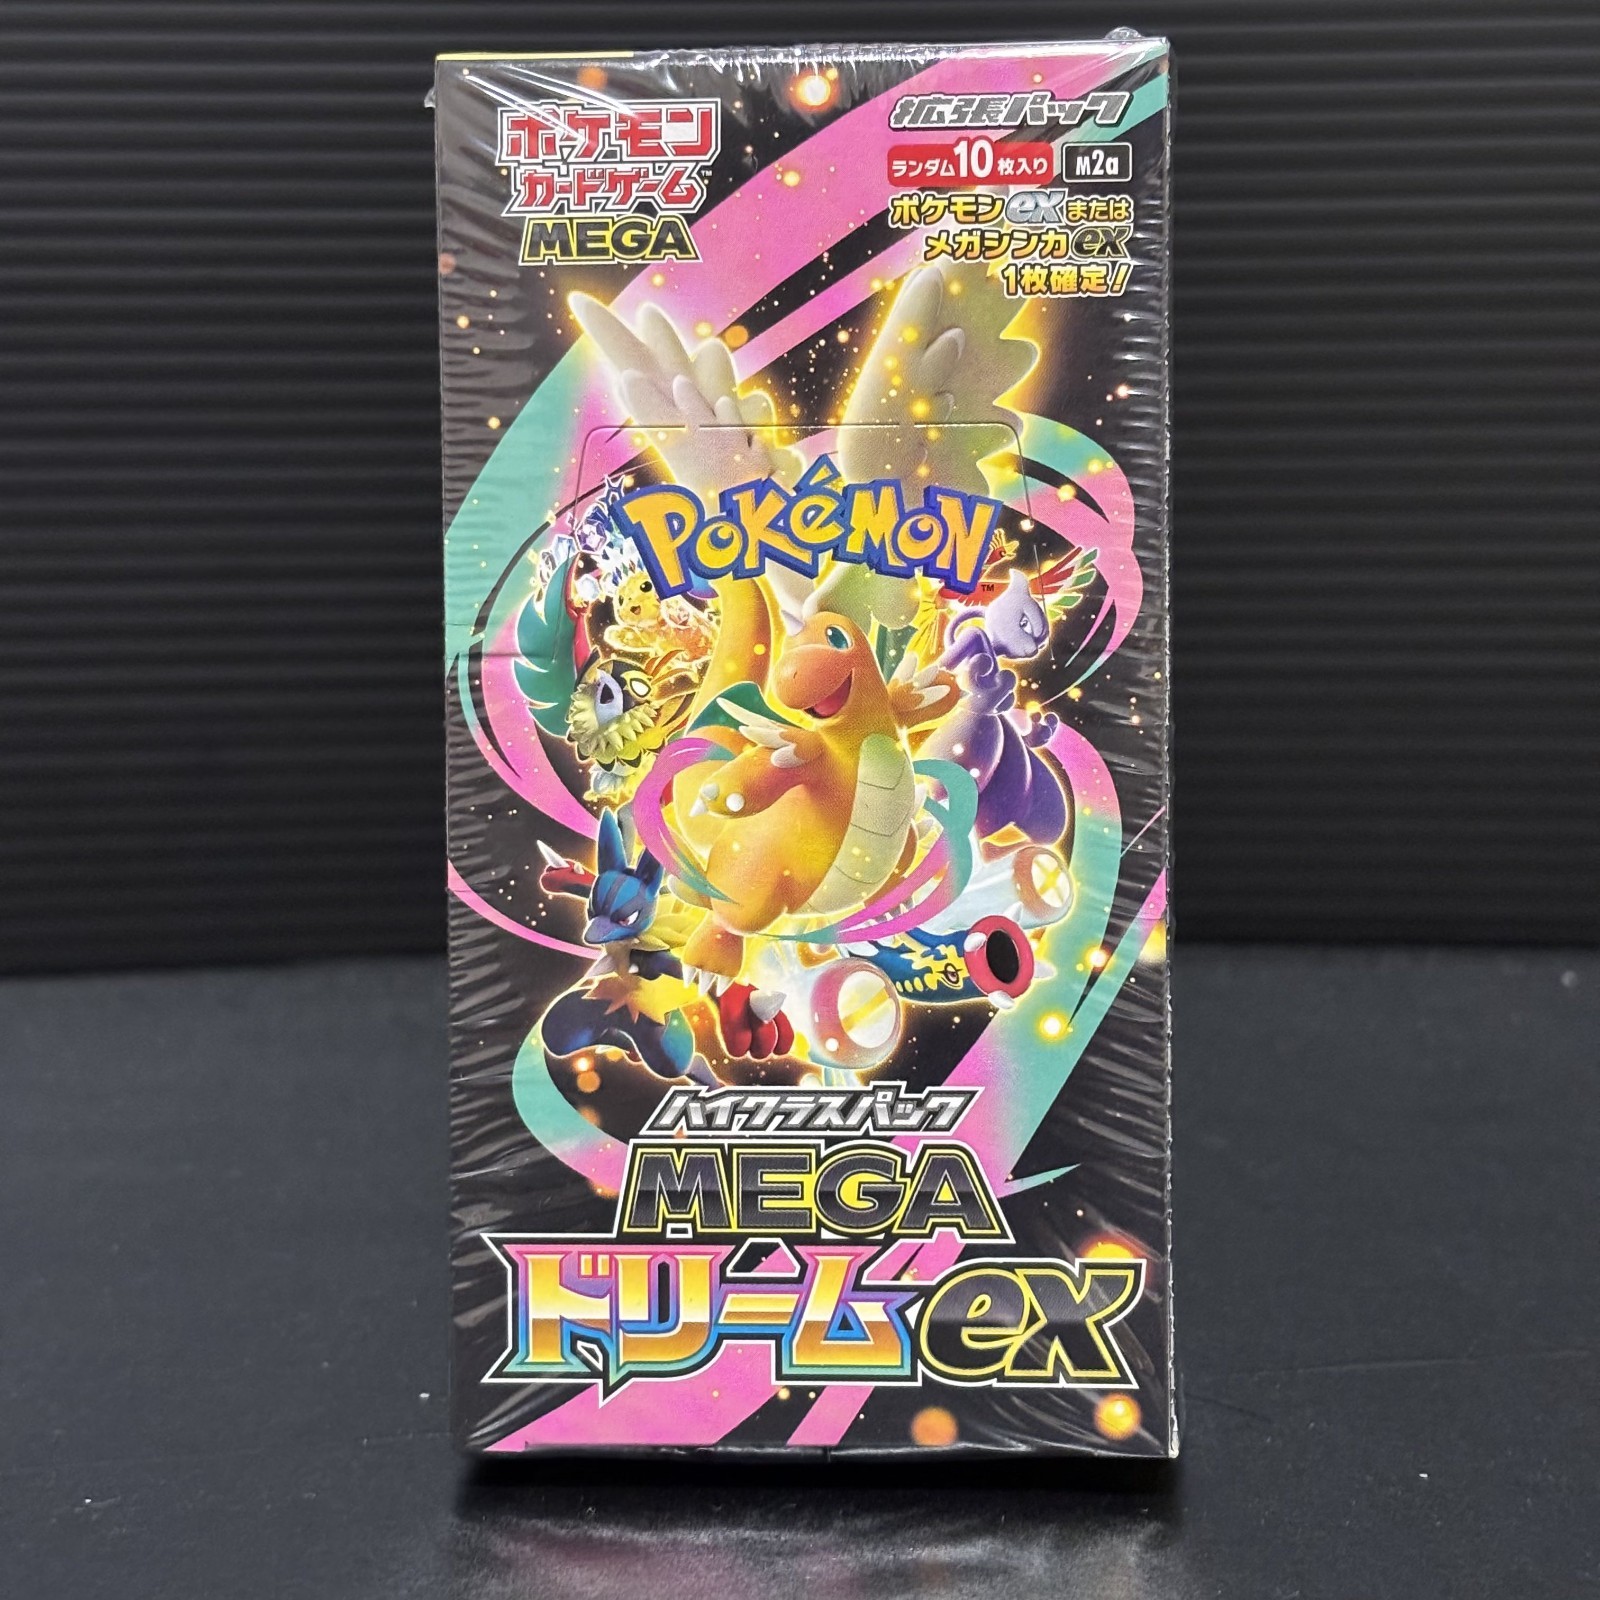 ポケモン
カードゲーム™
MEGA
拡張パック
ランダム10枚入り M2a
ポケモンexまたは
メガシンカex
1枚確定!
POKéMON™
ハイクラスパック
MEGA
ドリームex